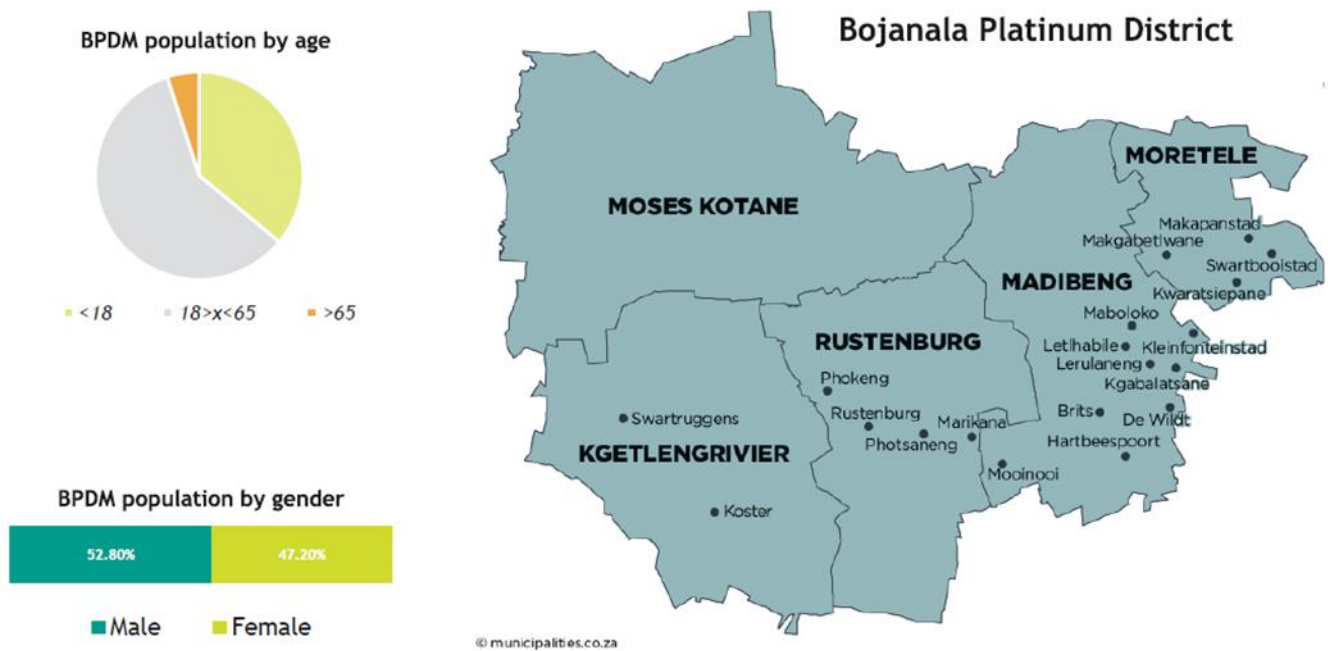 BPDM population by age
<18
18>x<65
>65
BPDM population by gender
52.80%
47.20%
Male
Female
Bojanala Platinum District
MORETELE
MOSES KOTANE
Makapanstad
Makgabetlwane
Swartbooistad
MADIBENG
Kwaratsiepane
Maboloko
RUSTENBURG
Letlhabile
Kleinfonteinstad
Lerulaneng
Phokeng
Kgabalatsane
Swartruggens
Rustenburg
Marikana
Brits
De Wildt
Photsaneng
Hartbeespoort
KGETLENGRIVIER
Mooinooi
Koster
© municipalities.co.za